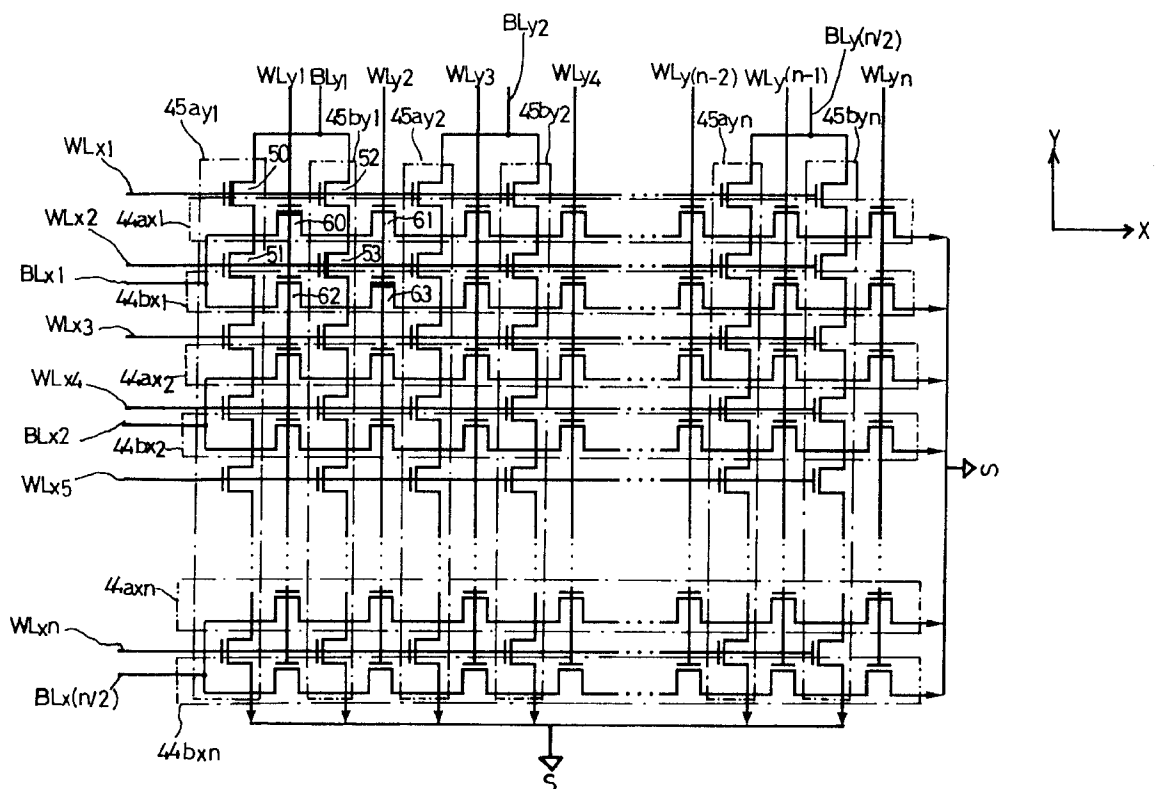 BLy2
BLy(n/2)
WLy1 BLy1 WLy2 WLy3 WLy4 WLy(n-2) WLy(n-1) WLyn
45ay1 45by1 45ay2 45by2 45ayn 45byn
Y
X
WLx1 50 52
44ax1 60 61
WLx2 51 53
BLx1
44bx1 62 63
WLx3
44ax2
WLx4
BLx2
44bx2
WLx5
S
44axn
WLxn
BLx(n/2)
44bxn
S